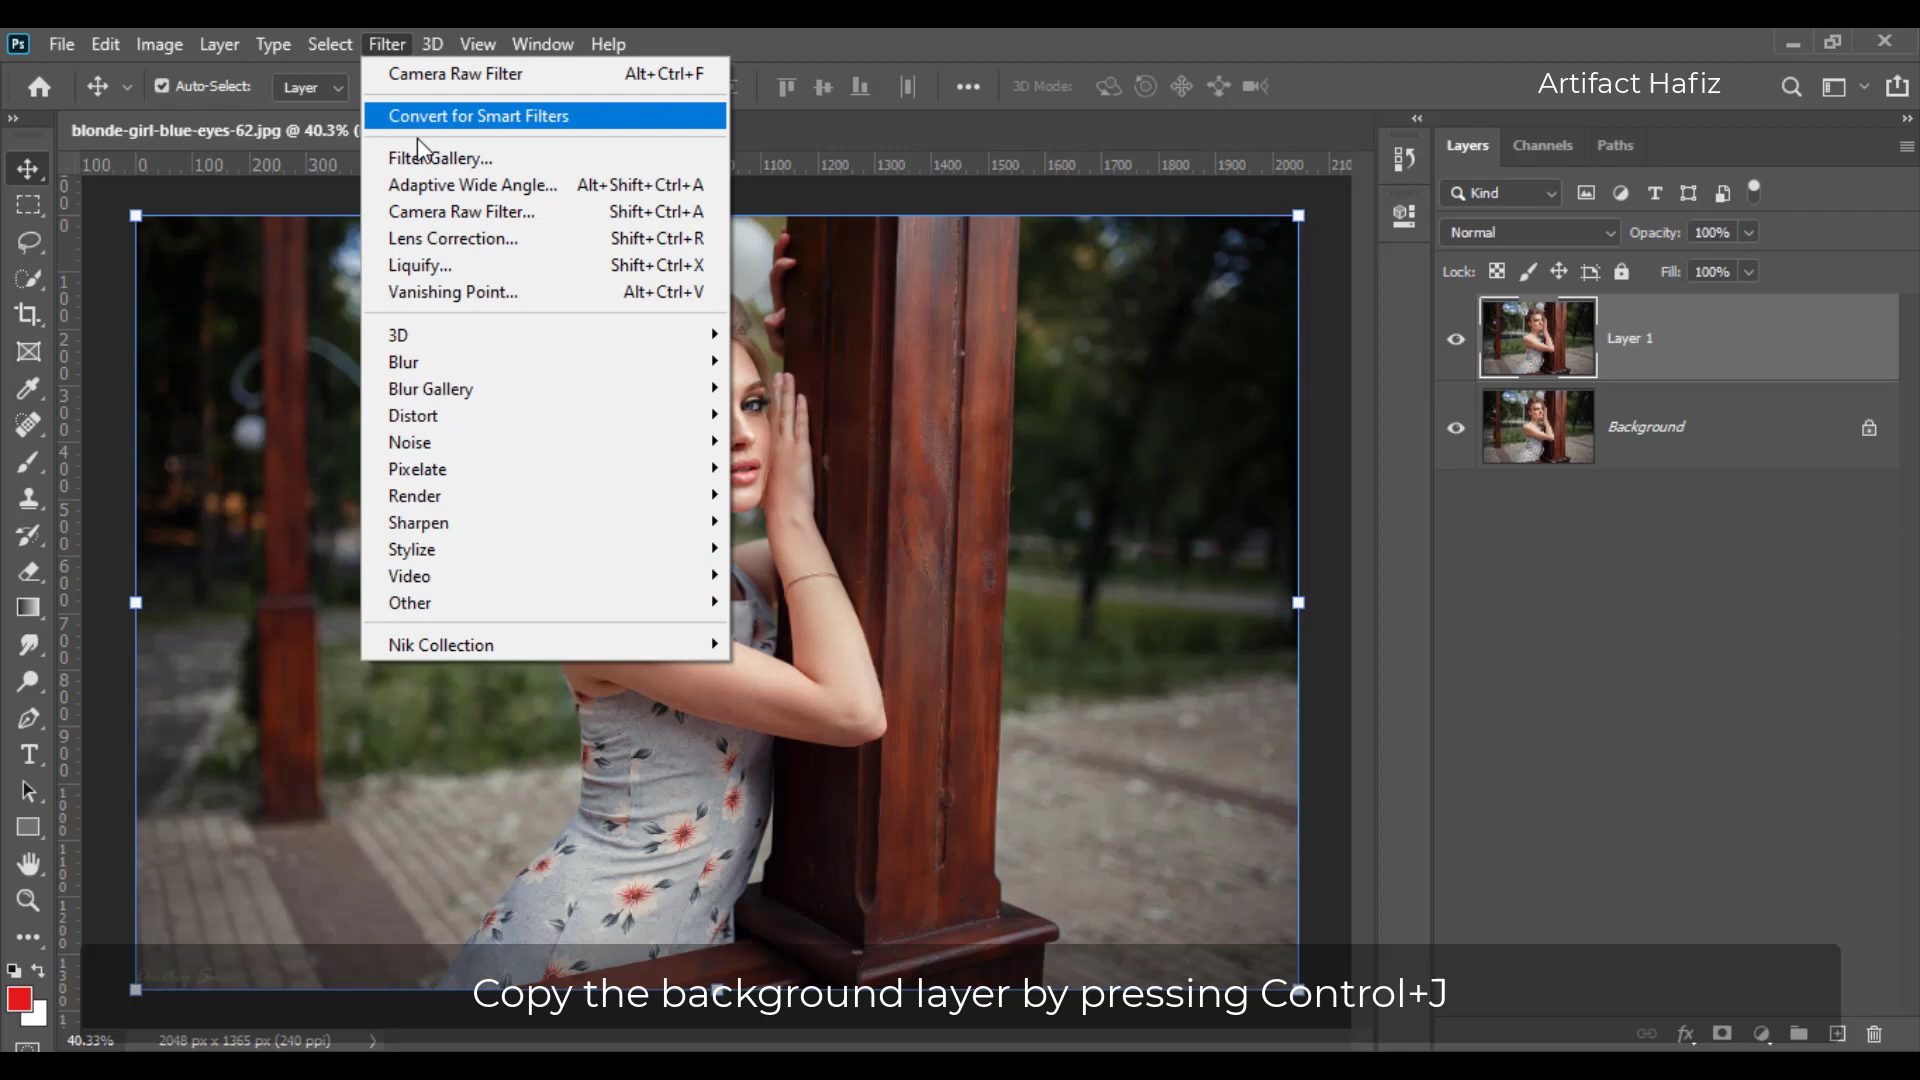 Ps File Edit Image Layer Type Select Filter 3D View Window Help
Auto-Select: Layer
3D Mode:
Artifact Hafiz
blonde-girl-blue-eyes-62.jpg @ 40.3% (
Camera Raw Filter Alt+Ctrl+F
Convert for Smart Filters
Filter Gallery...
Adaptive Wide Angle... Alt+Shift+Ctrl+A
Camera Raw Filter... Shift+Ctrl+A
Lens Correction... Shift+Ctrl+R
Liquify... Shift+Ctrl+X
Vanishing Point... Alt+Ctrl+V
3D
Blur
Blur Gallery
Distort
Noise
Pixelate
Render
Sharpen
Stylize
Video
Other
Nik Collection
100 0 100 200 300 1100 1200 1300 1400 1500 1600 1700 1800 1900 2000 210
Layers Channels Paths
Kind
Normal Opacity: 100%
Lock: Fill: 100%
Layer 1
Background
Copy the background layer by pressing Control+J
40.33% 2048 px x 1365 px (240 ppi)